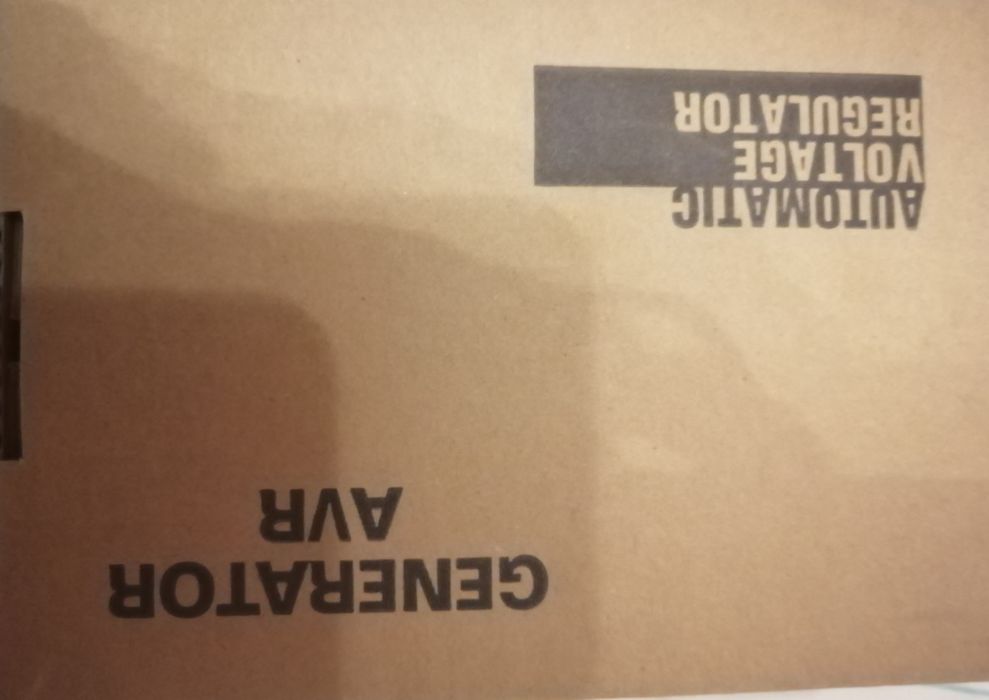 GENERATOR
AVR
AUTOMATIC
VOLTAGE
REGULATOR